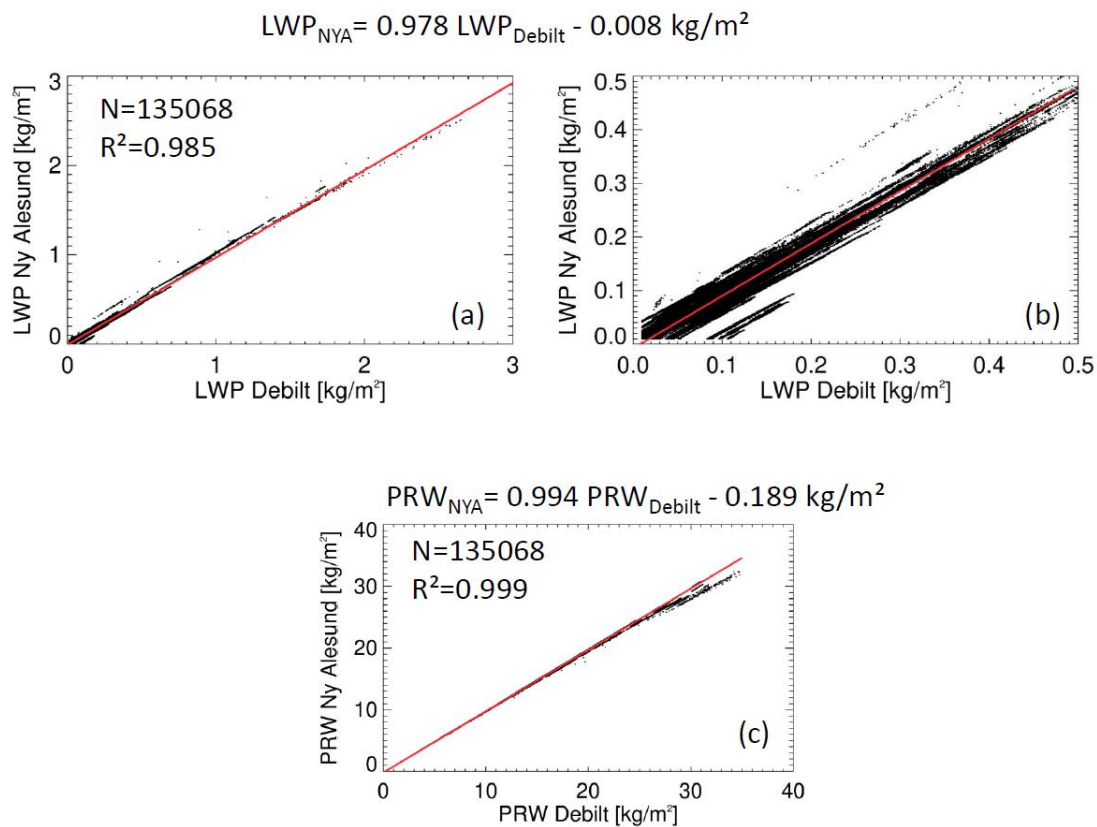 LWP_NYA= 0.978 LWP_Debilt - 0.008 kg/m²
3
2
1
0
LWP Ny Alesund [kg/m²]
N=135068
R²=0.985
(a)
0 1 2 3
LWP Debilt [kg/m²]
0.5
0.4
0.3
0.2
0.1
0.0
LWP Ny Alesund [kg/m²]
(b)
0.0 0.1 0.2 0.3 0.4 0.5
LWP Debilt [kg/m²]
PRW_NYA= 0.994 PRW_Debilt - 0.189 kg/m²
40
30
20
10
0
PRW Ny Alesund [kg/m²]
N=135068
R²=0.999
(c)
0 10 20 30 40
PRW Debilt [kg/m²]